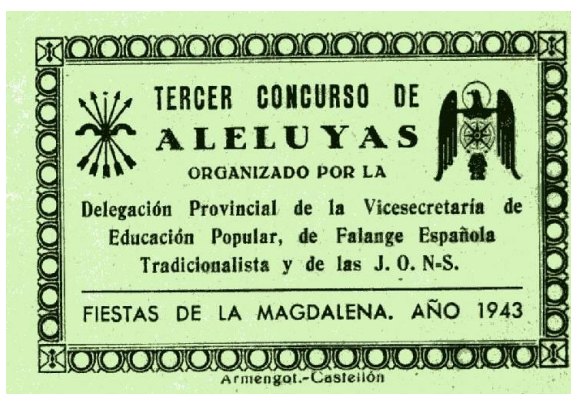 TERCER CONCURSO DE
ALELUYAS
ORGANIZADO POR LA
Delegación Provincial de la Vicesecretaría de
Educación Popular, de Falange Española
Tradicionalista y de las J. O. N-S.
FIESTAS DE LA MAGDALENA. AÑO 1943
Armengot.-Castellón